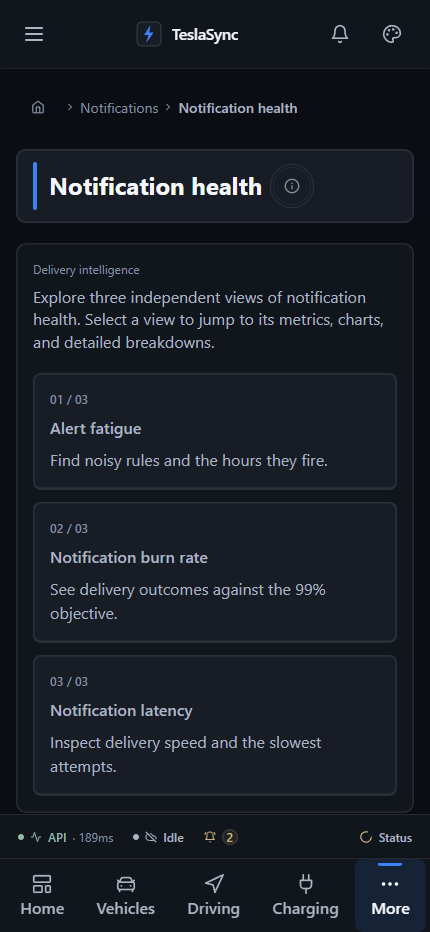 TeslaSync
Notifications
Notification health
Notification health
Delivery intelligence
Explore three independent views of notification
health. Select a view to jump to its metrics, charts,
and detailed breakdowns.
01 / 03
Alert fatigue
Find noisy rules and the hours they fire.
02 / 03
Notification burn rate
See delivery outcomes against the 99%
objective.
03 / 03
Notification latency
Inspect delivery speed and the slowest
attempts.
API · 189ms Idle 2 Status
Home Vehicles Driving Charging More